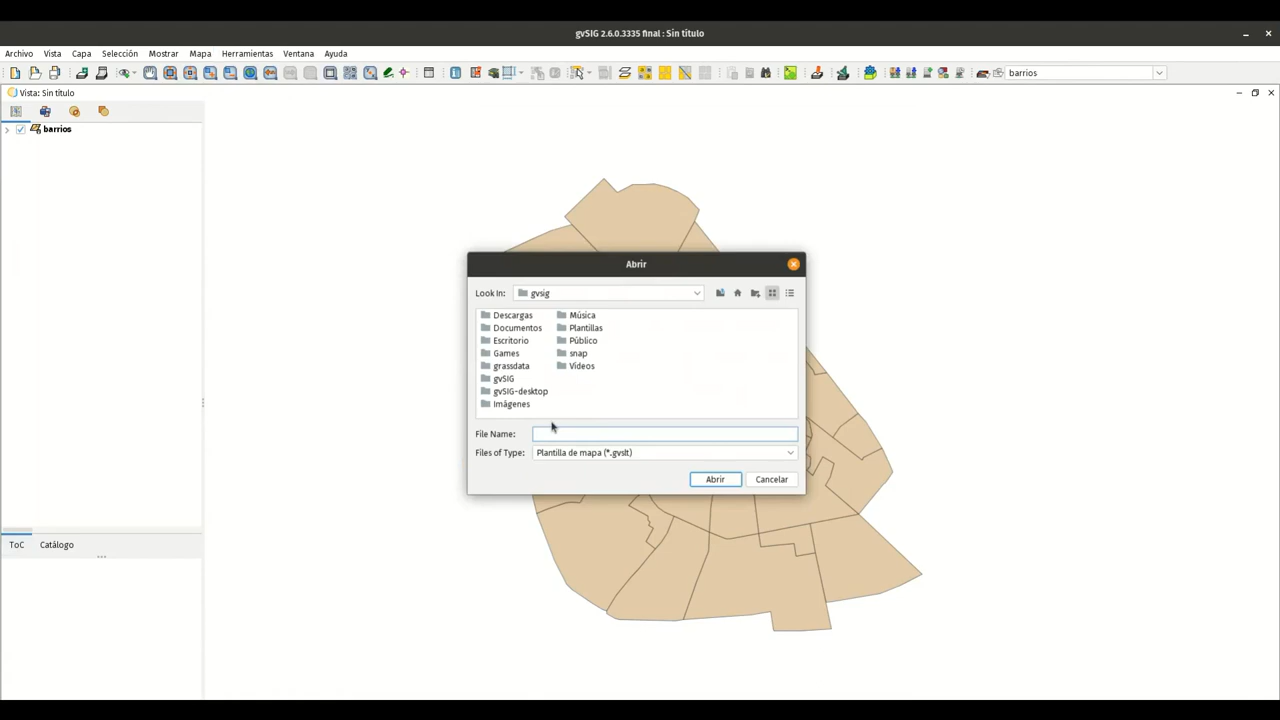 gvSIG 2.6.0.3335 final : Sin título
Archivo Vista Capa Selección Mostrar Mapa Herramientas Ventana Ayuda
barrios
Vista: Sin título
barrios
Abrir
Look In: gvsig
Descargas Música
Documentos Plantillas
Escritorio Público
Games snap
grassdata Vídeos
gvSIG
gvSIG-desktop
Imágenes
File Name:
Files of Type: Plantilla de mapa (*.gvslt)
Abrir Cancelar
ToC Catálogo